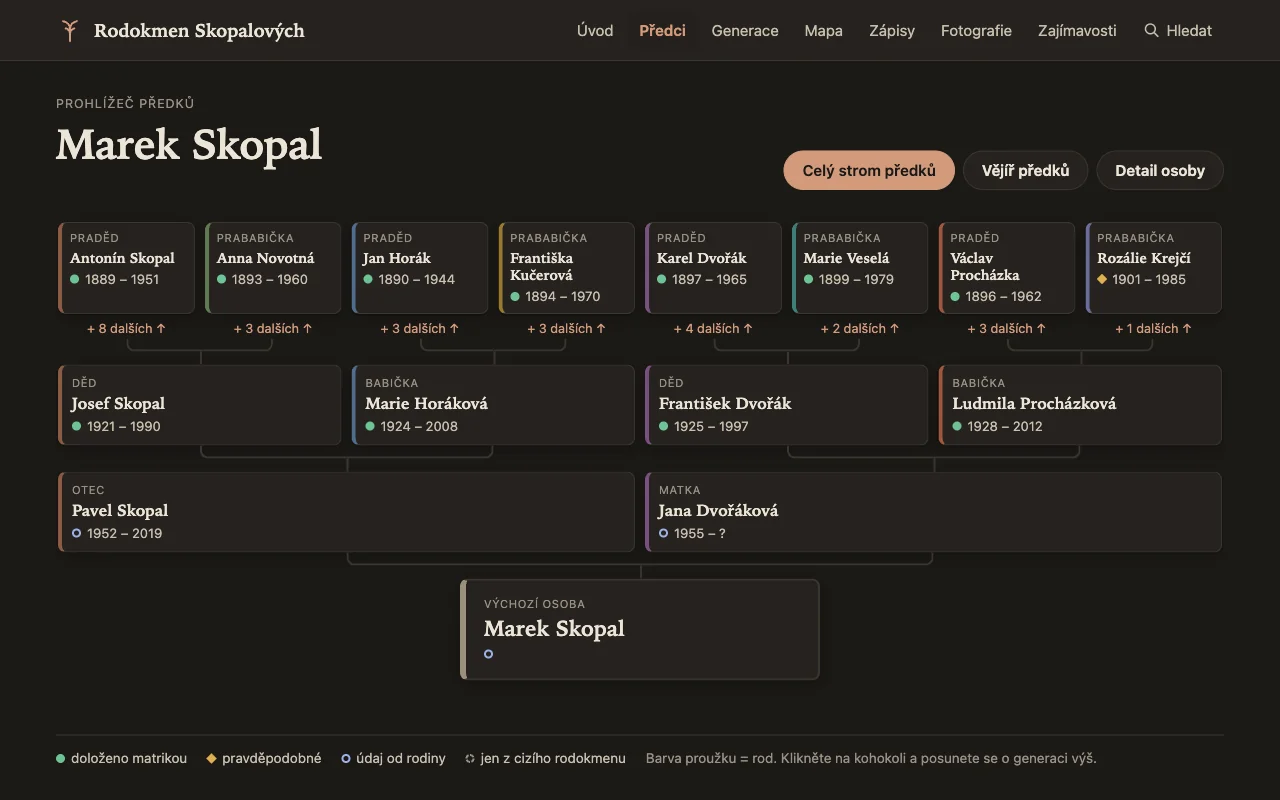 Rodokmen Skopalových
Úvod Předci Generace Mapa Zápisy Fotografie Zajímavosti Hledat
PROHLÍŽEČ PŘEDKŮ
Marek Skopal
Celý strom předků Vějíř předků Detail osoby
PRADĚD
Antonín Skopal
1889 – 1951
+ 8 dalších ↑
PRABABIČKA
Anna Novotná
1893 – 1960
+ 3 dalších ↑
PRADĚD
Jan Horák
1890 – 1944
+ 3 dalších ↑
PRABABIČKA
Františka
Kučerová
1894 – 1970
+ 3 dalších ↑
PRADĚD
Karel Dvořák
1897 – 1965
+ 4 dalších ↑
PRABABIČKA
Marie Veselá
1899 – 1979
+ 2 dalších ↑
PRADĚD
Václav
Procházka
1896 – 1962
+ 3 dalších ↑
PRABABIČKA
Rozálie Krejčí
1901 – 1985
+ 1 dalších ↑
DĚD
Josef Skopal
1921 – 1990
BABIČKA
Marie Horáková
1924 – 2008
DĚD
František Dvořák
1925 – 1997
BABIČKA
Ludmila Procházková
1928 – 2012
OTEC
Pavel Skopal
1952 – 2019
MATKA
Jana Dvořáková
1955 – ?
VÝCHOZÍ OSOBA
Marek Skopal
doloženo matrikou pravděpodobné údaj od rodiny jen z cizího rodokmenu Barva proužku = rod. Klikněte na kohokoli a posunete se o generaci výš.